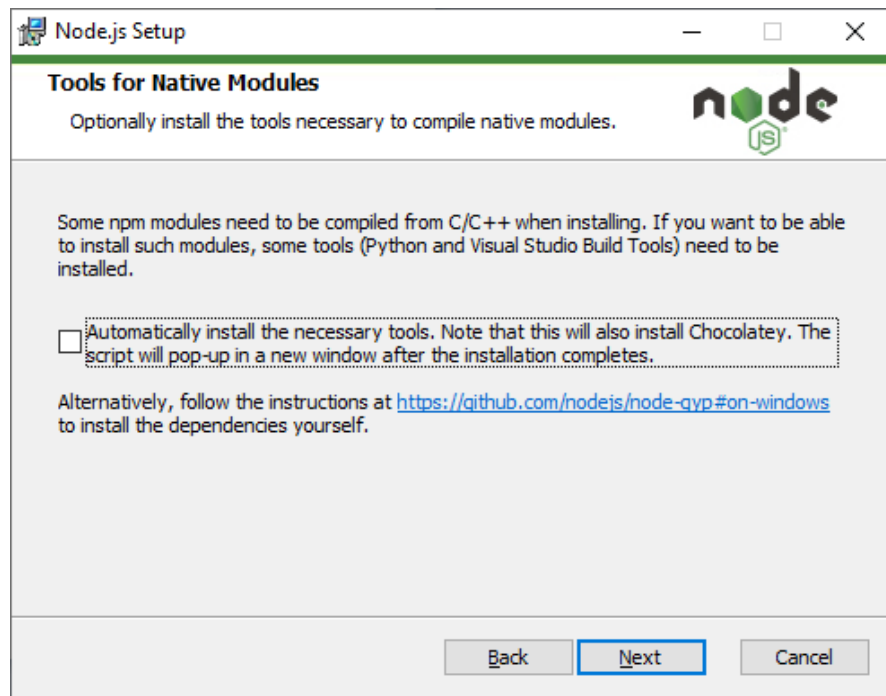 Node.js Setup
Tools for Native Modules
Optionally install the tools necessary to compile native modules.
node
JS
Some npm modules need to be compiled from C/C++ when installing. If you want to be able
to install such modules, some tools (Python and Visual Studio Build Tools) need to be
installed.
Automatically install the necessary tools. Note that this will also install Chocolatey. The
script will pop-up in a new window after the installation completes.
Alternatively, follow the instructions at https://github.com/nodejs/node-gyp#on-windows
to install the dependencies yourself.
Back
Next
Cancel